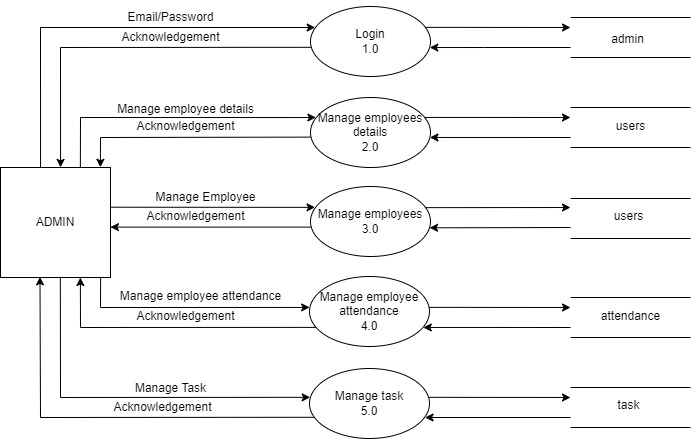 Email/Password
Acknowledgement
Login
1.0
admin
Manage employee details
Acknowledgement
Manage employees
details
2.0
users
ADMIN
Manage Employee
Acknowledgement
Manage employees
3.0
users
Manage employee attendance
Acknowledgement
Manage employee
attendance
4.0
attendance
Manage Task
Acknowledgement
Manage task
5.0
task